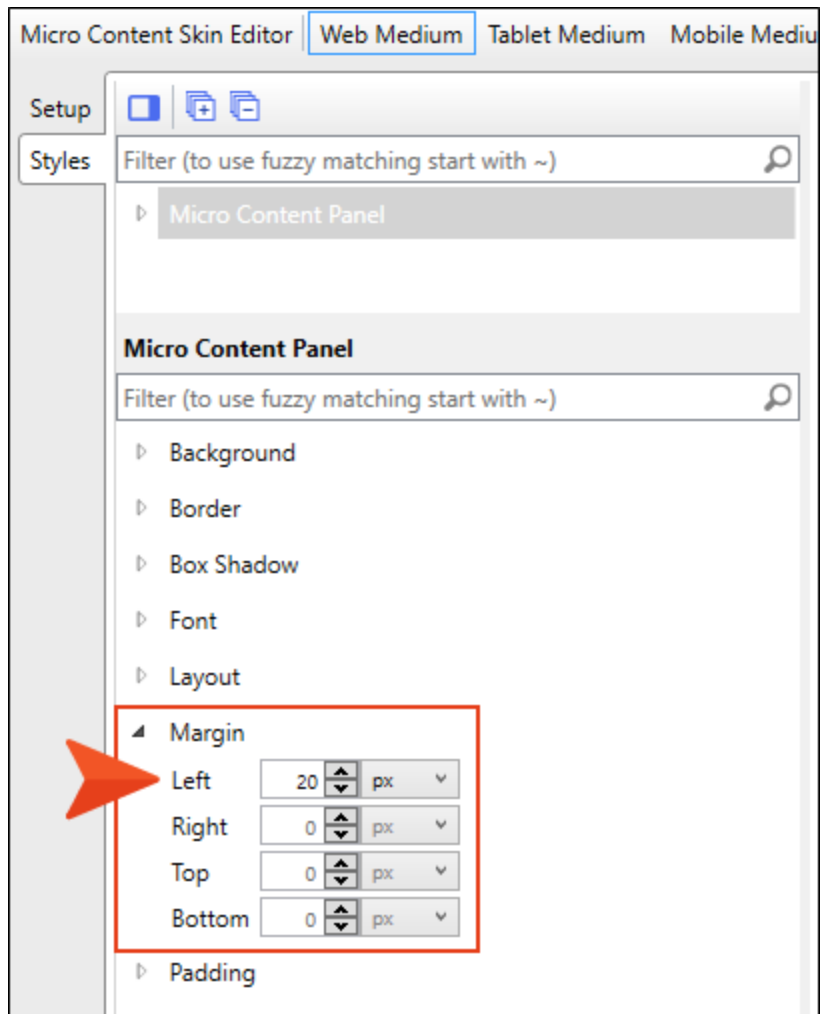 Micro Content Skin Editor Web Medium Tablet Medium Mobile Mediu
Setup
Styles
Filter (to use fuzzy matching start with ~)
Micro Content Panel
Micro Content Panel
Filter (to use fuzzy matching start with ~)
Background
Border
Box Shadow
Font
Layout
Margin
Left 20 px
Right 0 px
Top 0 px
Bottom 0 px
Padding